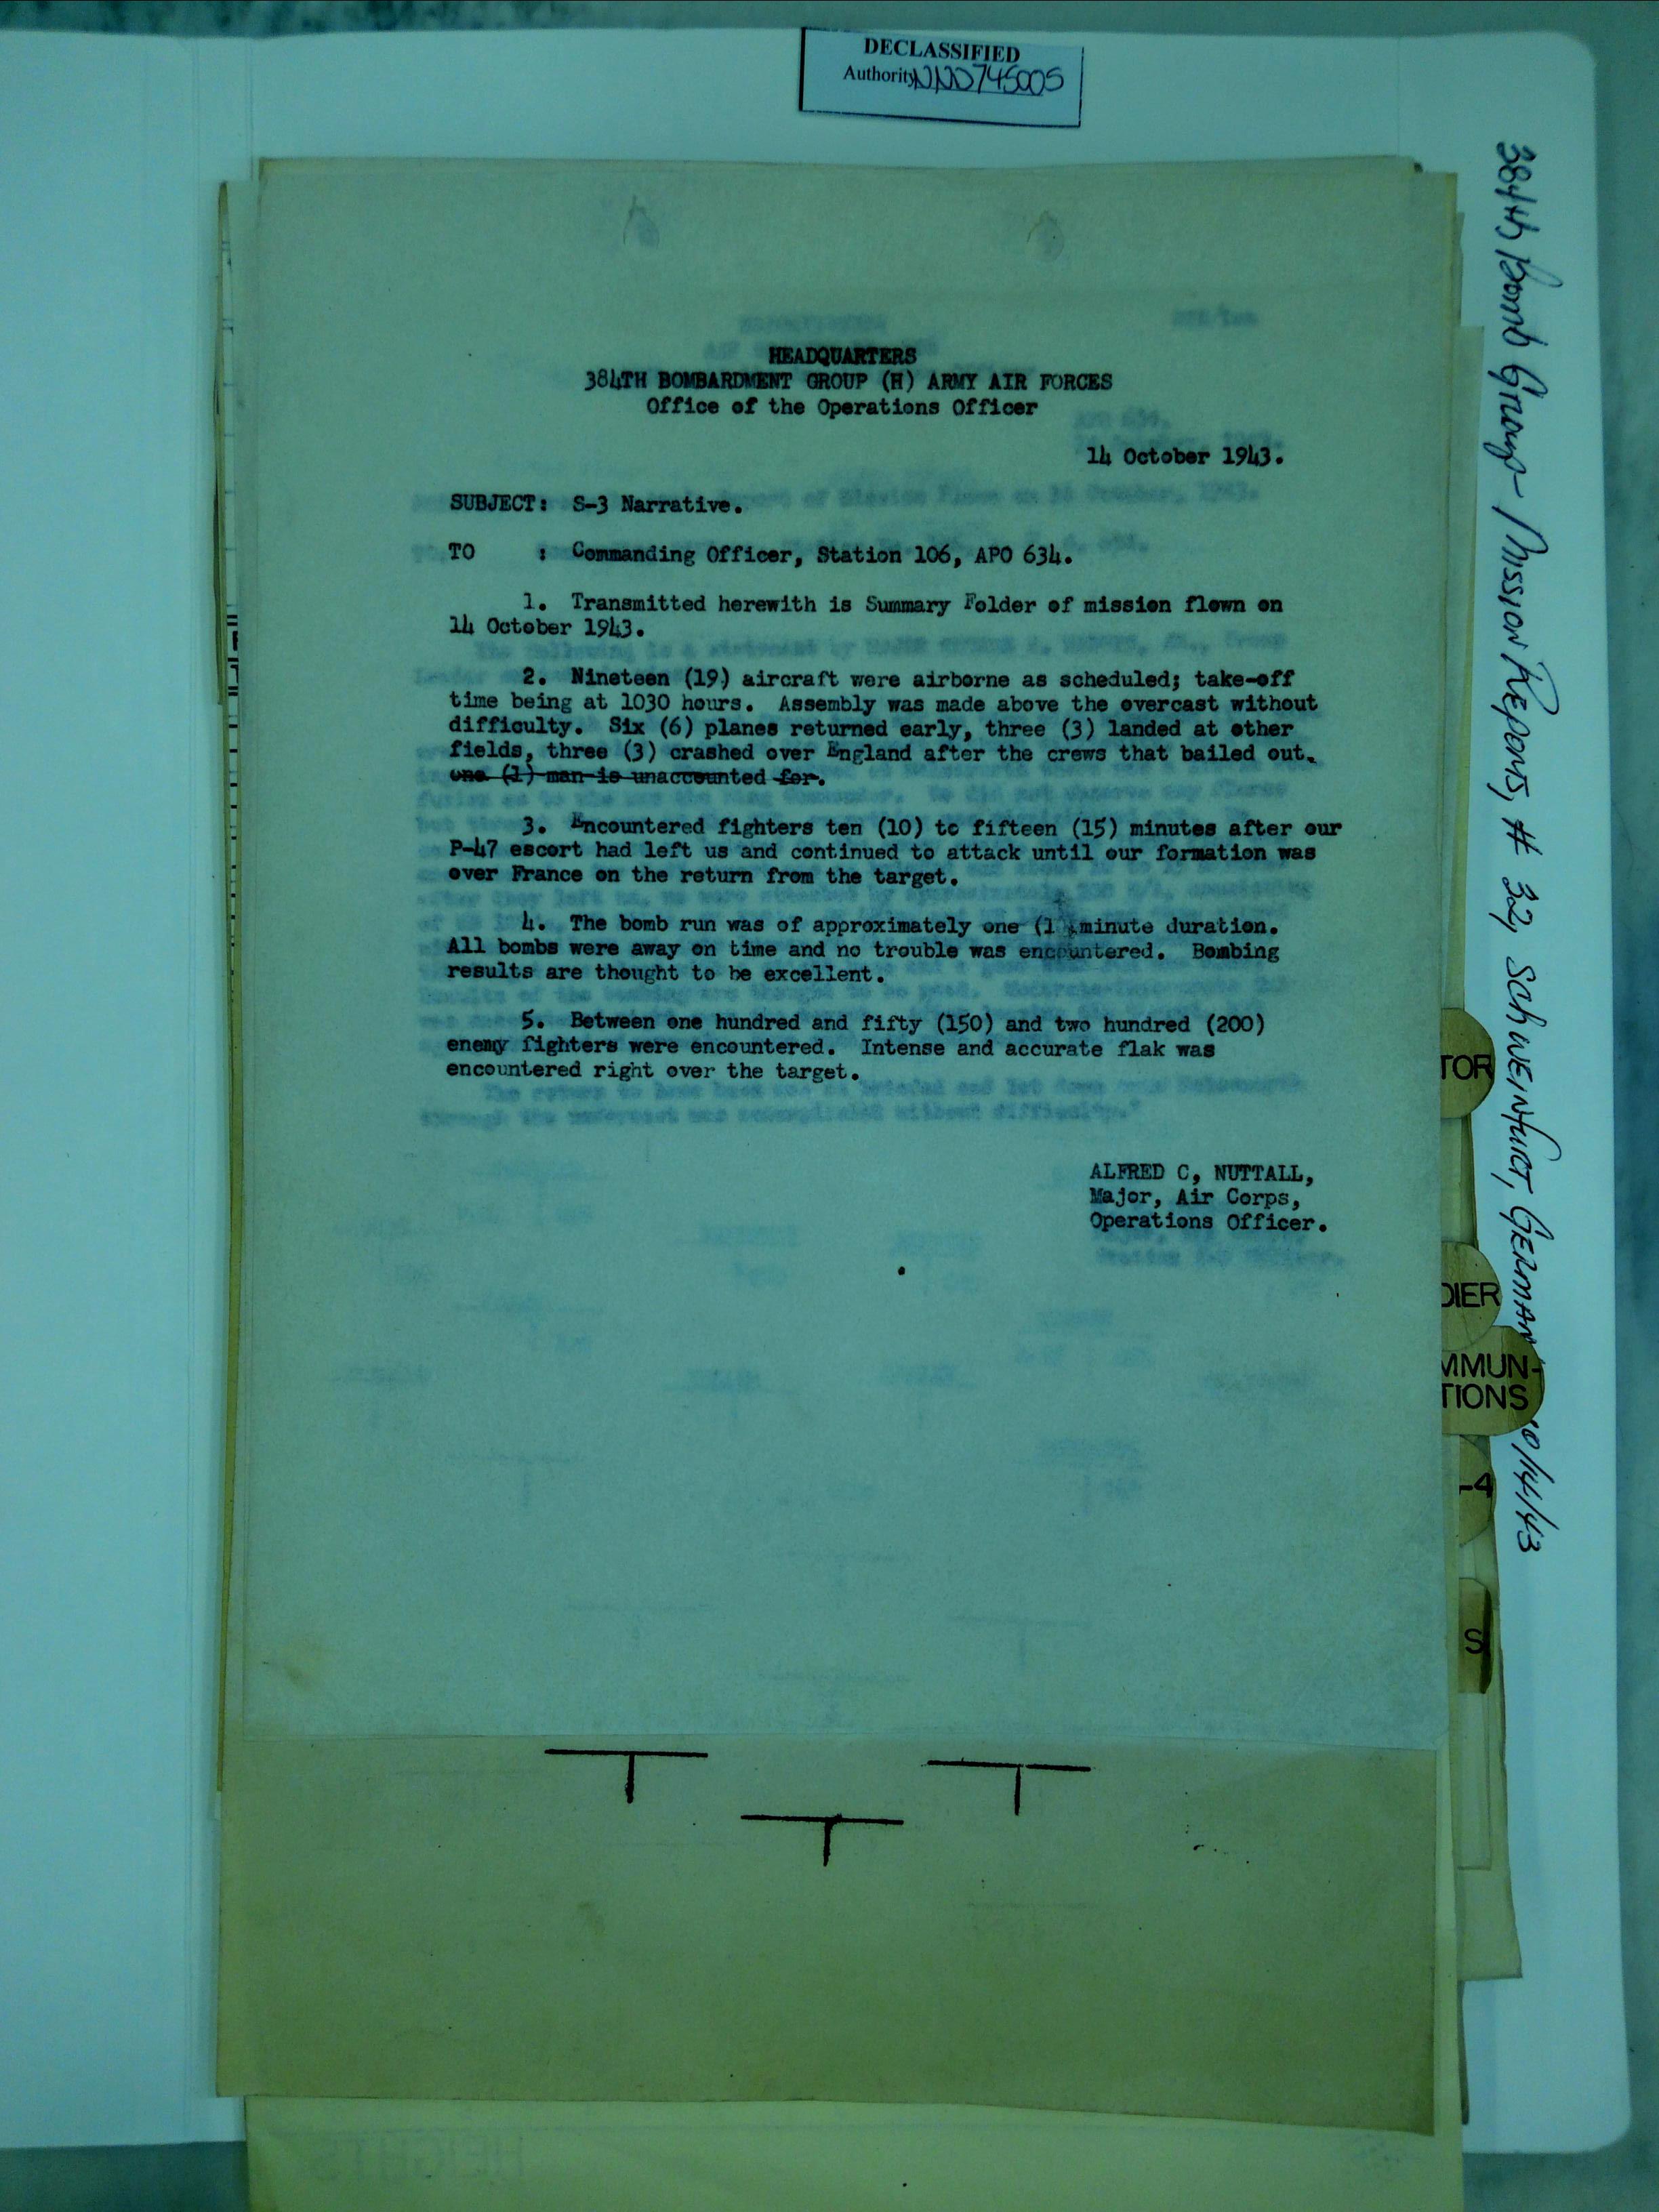 DECLASSIFIED
Authority NND745005
HEADQUARTERS
384TH BOMBARDMENT GROUP (H) ARMY AIR FORCES
Office of the Operations Officer
14 October 1943.
SUBJECT: S-3 Narrative.
TO : Commanding Officer, Station 106, APO 634.
1. Transmitted herewith is Summary Folder of mission flown on
14 October 1943.
2. Nineteen (19) aircraft were airborne as scheduled; take-off
time being at 1030 hours. Assembly was made above the overcast without
difficulty. Six (6) planes returned early, three (3) landed at other
fields, three (3) crashed over England after the crews that bailed out.
one (1) man is unaccounted for.
3. Encountered fighters ten (10) to fifteen (15) minutes after our
P-47 escort had left us and continued to attack until our formation was
over France on the return from the target.
4. The bomb run was of approximately one (1) minute duration.
All bombs were away on time and no trouble was encountered. Bombing
results are thought to be excellent.
5. Between one hundred and fifty (150) and two hundred (200)
enemy fighters were encountered. Intense and accurate flak was
encountered right over the target.
ALFRED C, NUTTALL,
Major, Air Corps,
Operations Officer.
384th Bomb Group Mission Reports, # 32, Schweinfurt, German 10/14/43
TOR
DIER
MMUN-
TIONS
-4
S